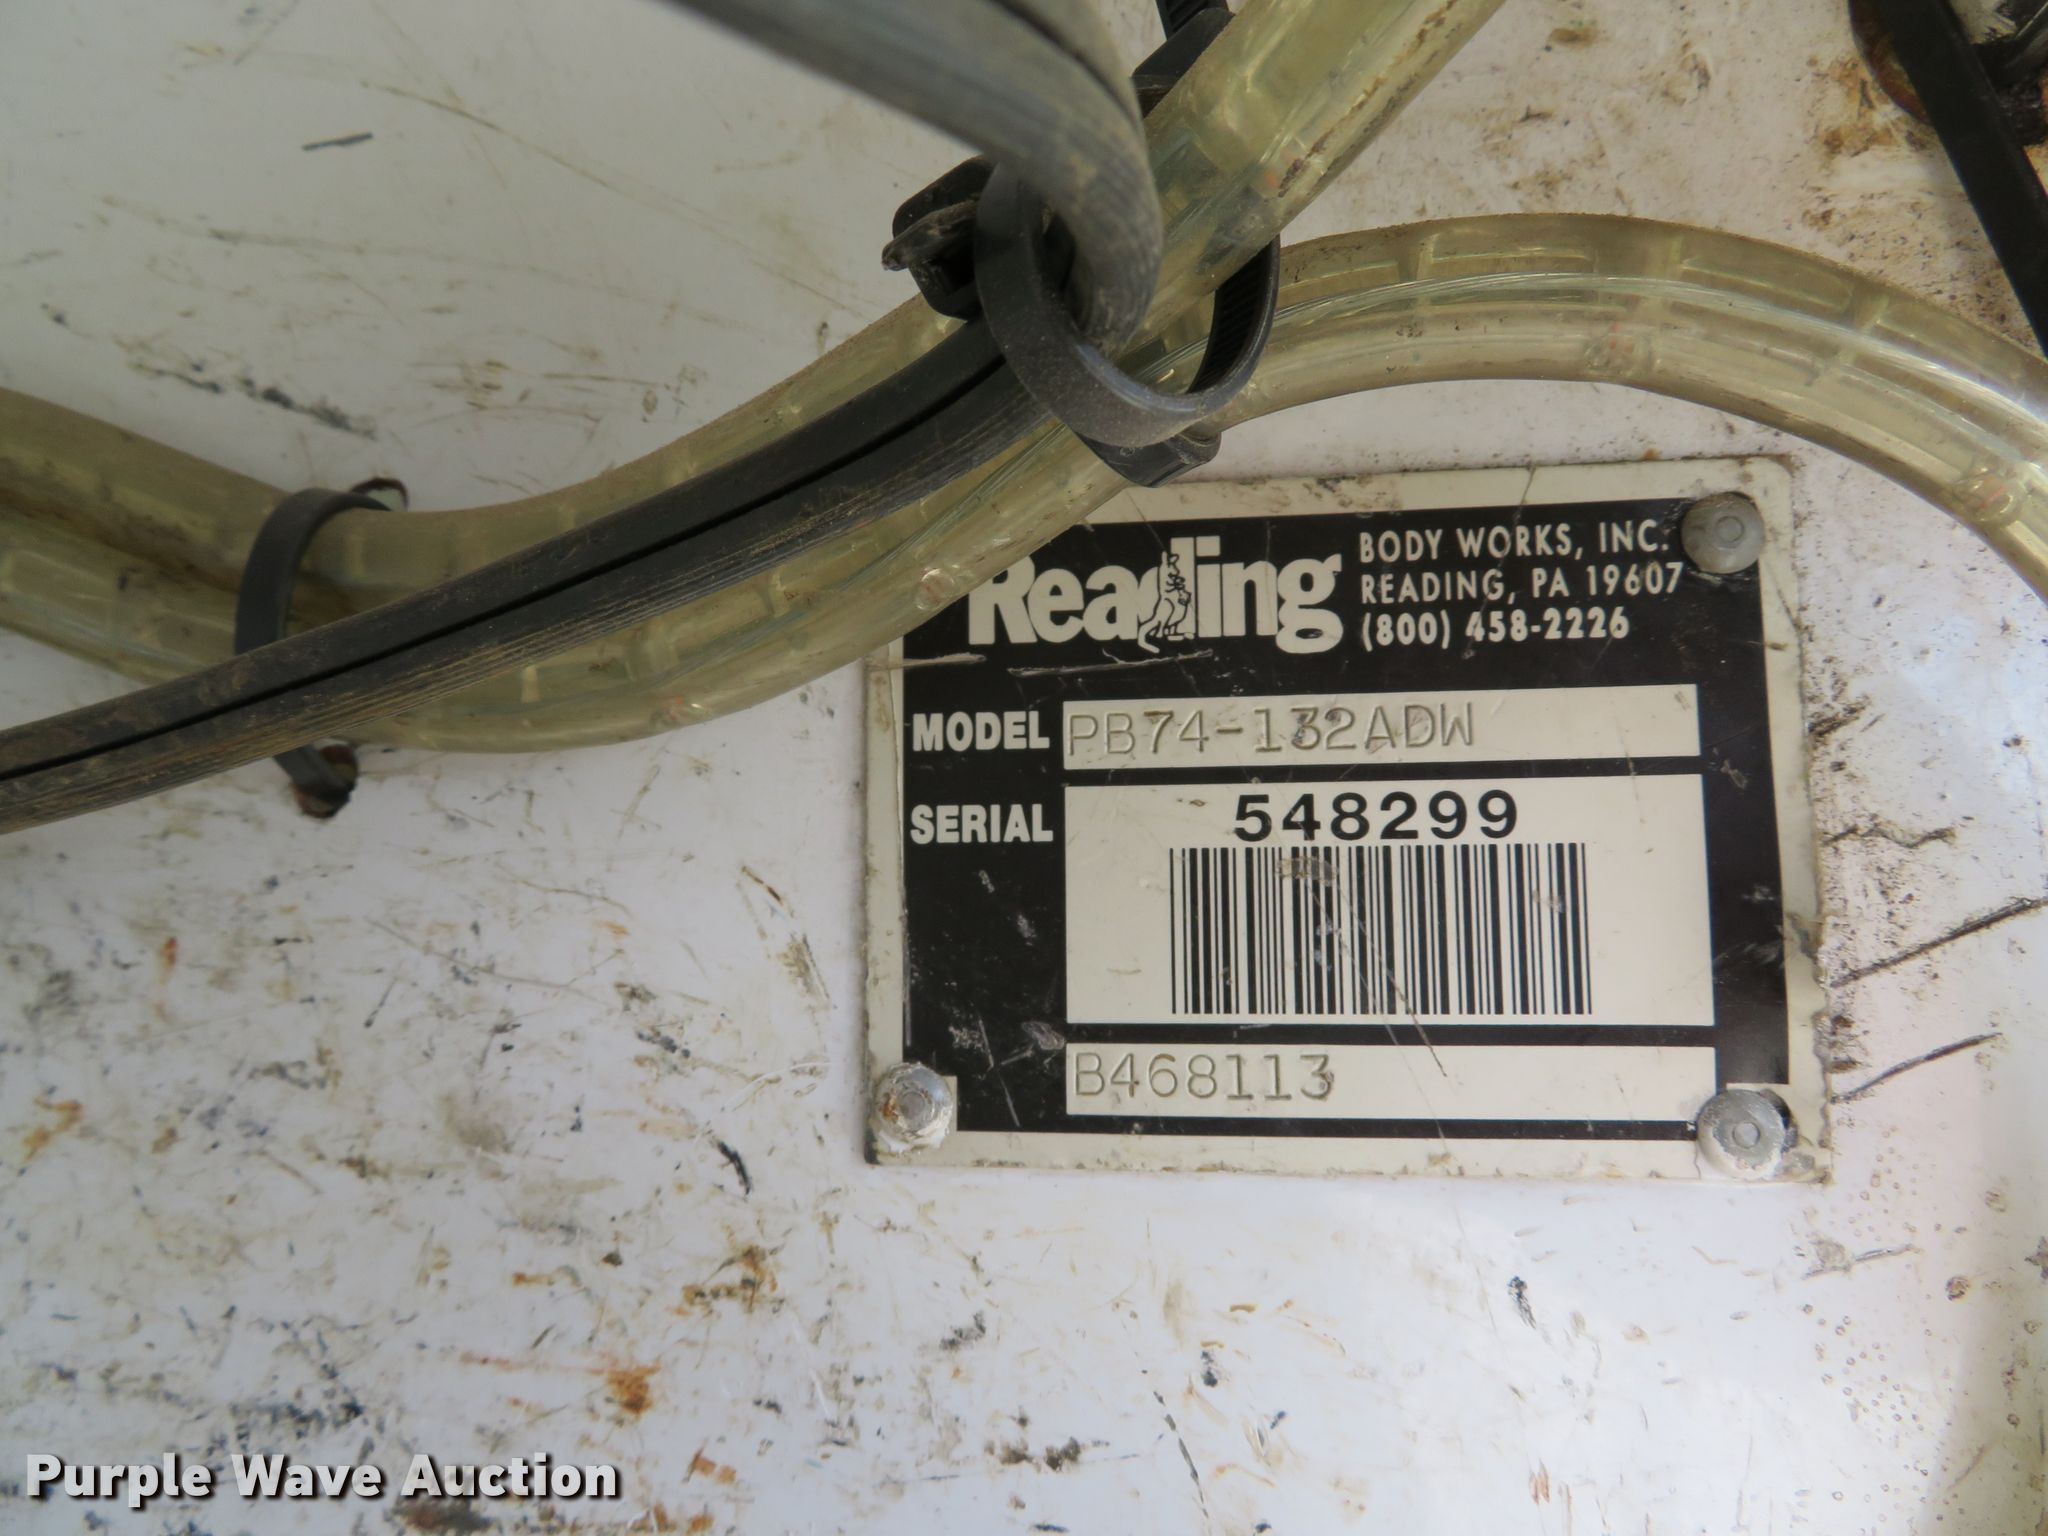 Reading
BODY WORKS, INC.
READING, PA 19607
(800) 458-2226
MODEL PB74-132ADW
SERIAL 548299
B468113
Purple Wave Auction